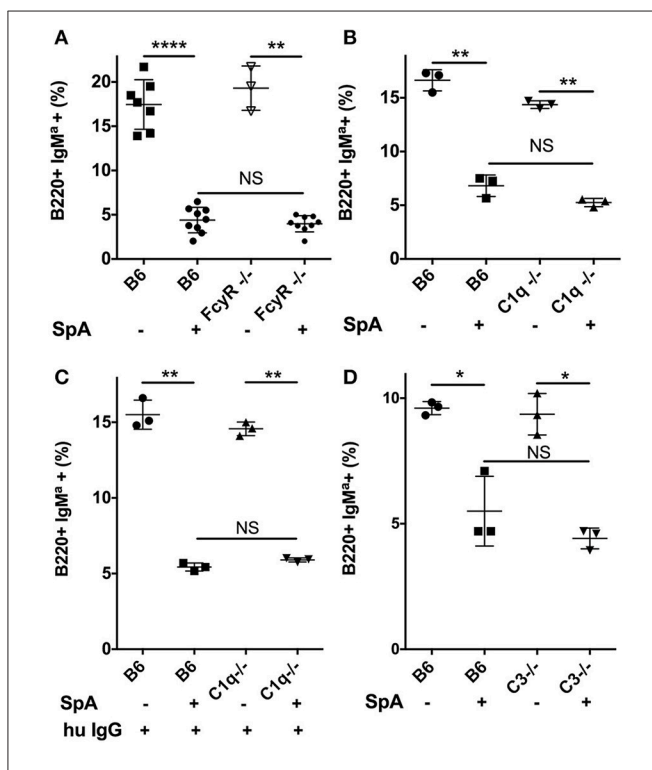 A
B220+ IgMa + (%)
20
15
10
5
0
****
**
NS
B6
B6
FcyR -/-
FcyR -/-
SpA
-
+
-
+
B
B220+ IgMa + (%)
15
10
5
0
**
**
NS
B6
B6
C1q -/-
C1q -/-
SpA
-
+
-
+
C
B220+ IgMa + (%)
15
10
5
0
**
**
NS
B6
B6
C1q-/-
C1q-/-
SpA
-
+
-
+
hu IgG
+
+
+
+
D
B220+ IgMa + (%)
10
5
0
*
*
NS
B6
B6
C3-/-
C3-/-
SpA
-
+
-
+